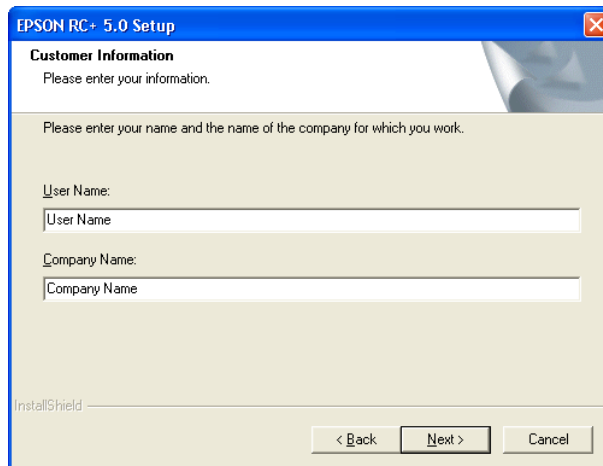 EPSON RC+ 5.0 Setup
Customer Information
Please enter your information.
Please enter your name and the name of the company for which you work.
User Name:
User Name
Company Name:
Company Name
InstallShield
< Back
Next >
Cancel